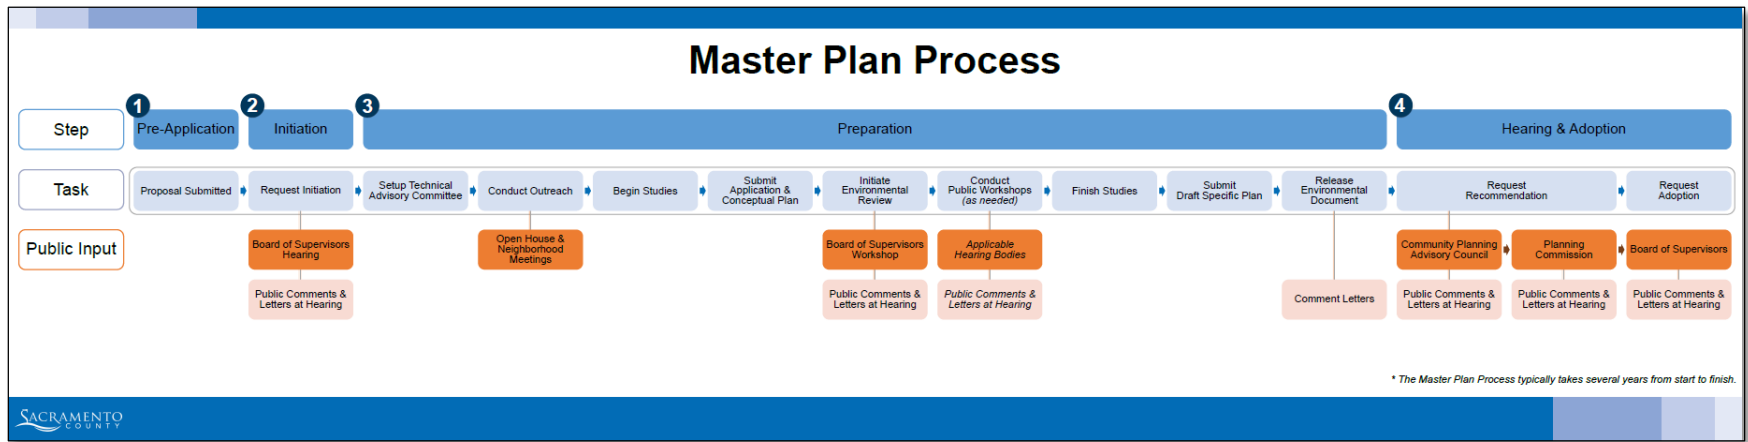 Master Plan Process
1
2
3
4
Step
Pre-Application
Initiation
Preparation
Hearing & Adoption
Task
Proposal Submitted
Request Initiation
Setup Technical
Advisory Committee
Conduct Outreach
Begin Studies
Submit
Application &
Conceptual Plan
Initiate
Environmental
Review
Conduct
Public Workshops
(as needed)
Finish Studies
Submit
Draft Specific Plan
Release
Environmental
Document
Request
Recommendation
Request
Adoption
Public Input
Board of Supervisors
Hearing
Open House &
Neighborhood
Meetings
Board of Supervisors
Workshop
Applicable
Hearing Bodies
Community Planning
Advisory Council
Planning
Commission
Board of Supervisors
Public Comments &
Letters at Hearing
Public Comments &
Letters at Hearing
Public Comments &
Letters at Hearing
Comment Letters
Public Comments &
Letters at Hearing
Public Comments &
Letters at Hearing
Public Comments &
Letters at Hearing
* The Master Plan Process typically takes several years from start to finish.
SACRAMENTO
COUNTY